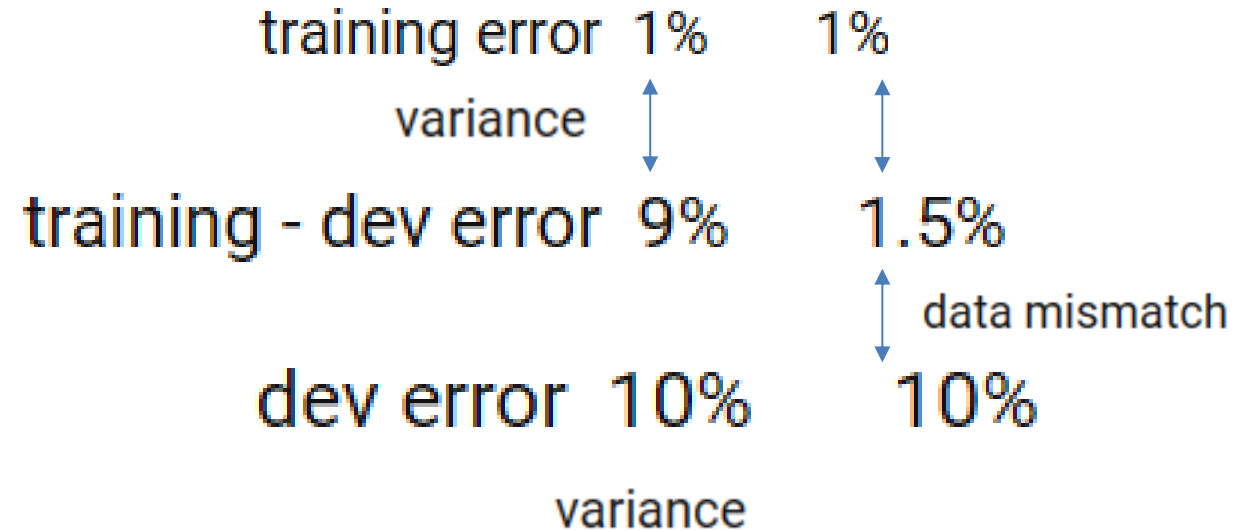 training error 1% 1%
variance
training - dev error 9% 1.5%
data mismatch
dev error 10% 10%
variance